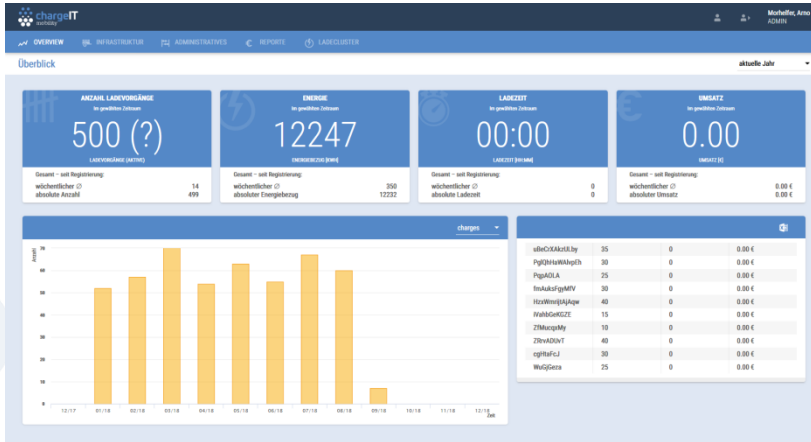 chargeIT
mobility
Morhelfer, Arno
ADMIN
OVERVIEW INFRASTRUKTUR ADMINISTRATIVES REPORTE LADECLUSTER
Überblick
aktuelle Jahr
ANZAHL LADEVORGÄNGE
im gewählten Zeitraum
500 (?)
LADEVORGÄNGE (AKTIVE)
Gesamt – seit Registrierung:
wöchentlicher ∅ 14
absolute Anzahl 499
ENERGIE
im gewählten Zeitraum
12247
ENERGIEBEZUG [KWH]
Gesamt – seit Registrierung:
wöchentlicher ∅ 350
absoluter Energiebezug 12232
LADEZEIT
im gewählten Zeitraum
00:00
LADEZEIT [HH:MM]
Gesamt – seit Registrierung:
wöchentlicher ∅ 0
absolute Ladezeit 0
UMSATZ
im gewählten Zeitraum
0.00
UMSATZ [€]
Gesamt – seit Registrierung:
wöchentlicher ∅ 0.00 €
absoluter Umsatz 0.00 €
charges
Anzahl
70
60
50
40
30
20
10
0
12/17 01/18 02/18 03/18 04/18 05/18 06/18 07/18 08/18 09/18 10/18 11/18 12/18
Zeit
35 0 0.00 €
30 0 0.00 €
PqpADLA 25 0 0.00 €
fmAuksFgyMfV 30 0 0.00 €
40 0 0.00 €
15 0 0.00 €
ZfMucqxMy 10 0 0.00 €
ZRrvADUvT 40 0 0.00 €
cgHtaFcJ 30 0 0.00 €
WuGjGeza 25 0 0.00 €